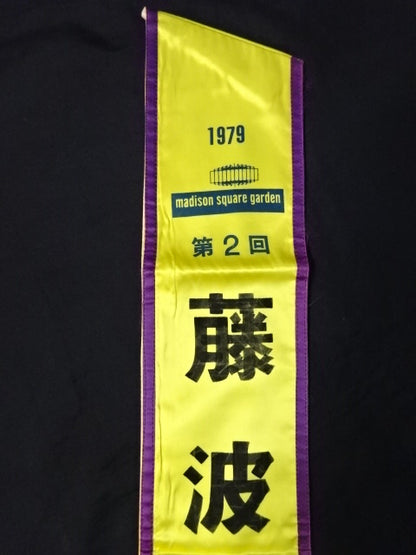 1979
madison square garden
第2回
藤
波